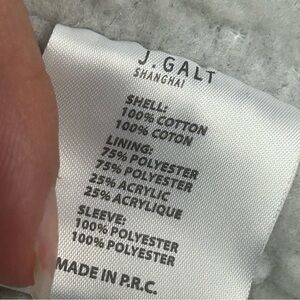 J. GALT
SHANGHAI
SHELL:
100% COTTON
100% COTON
LINING:
75% POLYESTER
75% POLYESTER
25% ACRYLIC
25% ACRYLIQUE
SLEEVE:
100% POLYESTER
100% POLYESTER
MADE IN P.R.C.